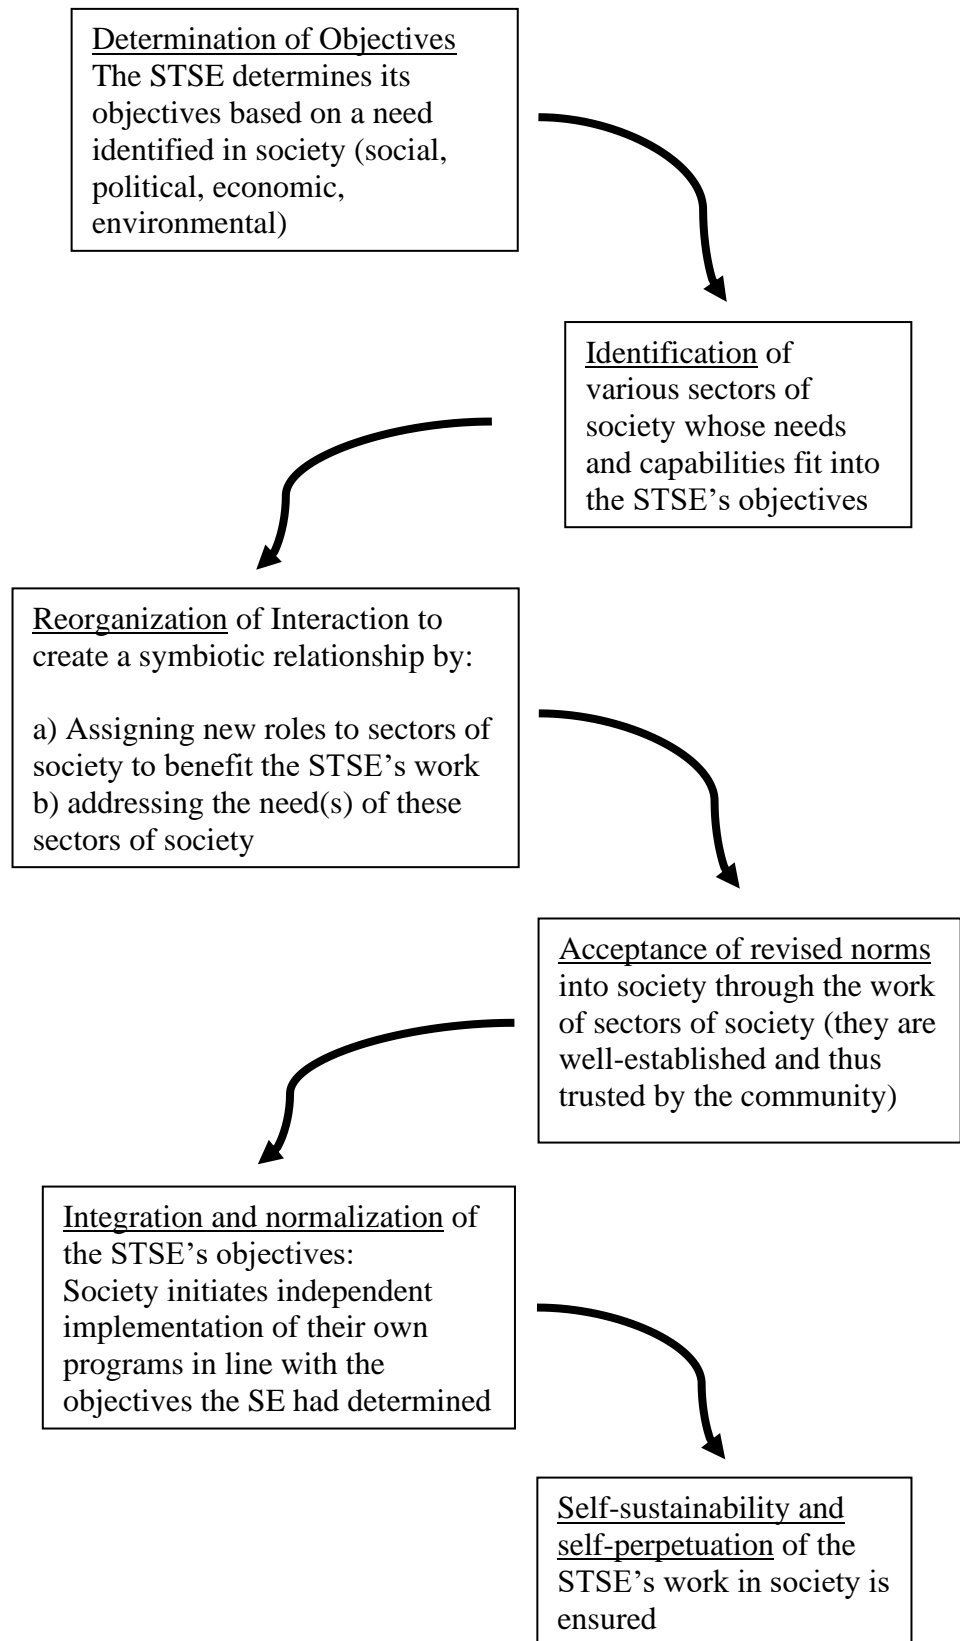 Determination of Objectives
The STSE determines its
objectives based on a need
identified in society (social,
political, economic,
environmental)
Identification of
various sectors of
society whose needs
and capabilities fit into
the STSE’s objectives
Reorganization of Interaction to
create a symbiotic relationship by:
a) Assigning new roles to sectors of
society to benefit the STSE’s work
b) addressing the need(s) of these
sectors of society
Acceptance of revised norms
into society through the work
of sectors of society (they are
well-established and thus
trusted by the community)
Integration and normalization of
the STSE’s objectives:
Society initiates independent
implementation of their own
programs in line with the
objectives the SE had determined
Self-sustainability and
self-perpetuation of the
STSE’s work in society is
ensured